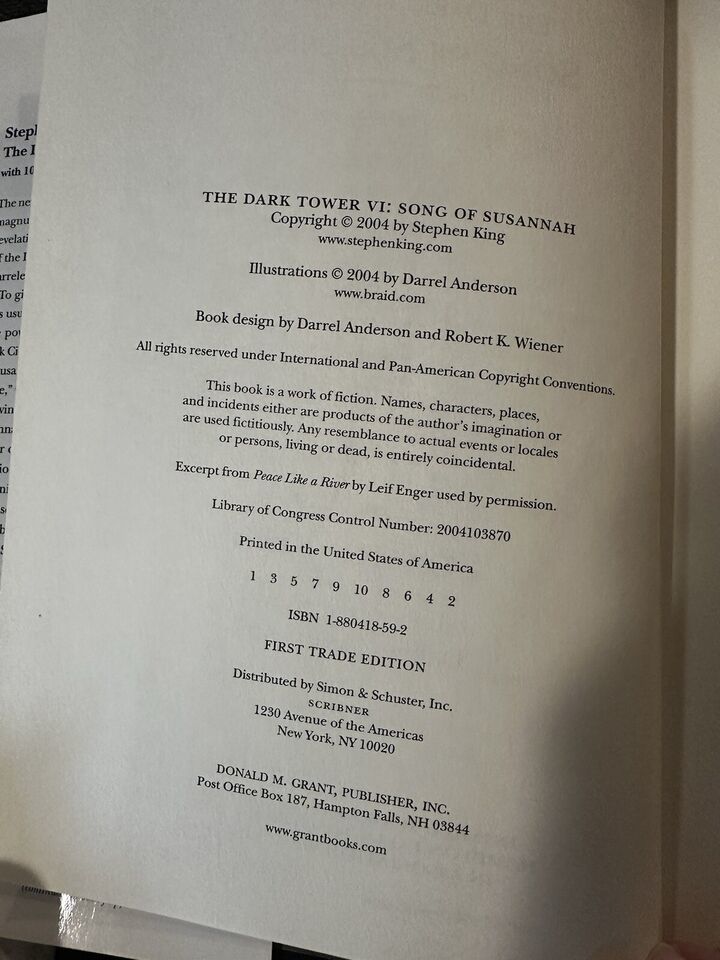 THE DARK TOWER VI: SONG OF SUSANNAH
Copyright © 2004 by Stephen King
www.stephenking.com
Illustrations © 2004 by Darrel Anderson
www.braid.com
Book design by Darrel Anderson and Robert K. Wiener
All rights reserved under International and Pan-American Copyright Conventions.
This book is a work of fiction. Names, characters, places,
and incidents either are products of the author's imagination or
are used fictitiously. Any resemblance to actual events or locales
or persons, living or dead, is entirely coincidental.
Excerpt from Peace Like a River by Leif Enger used by permission.
Library of Congress Control Number: 2004103870
Printed in the United States of America
1 3 5 7 9 10 8 6 4 2
ISBN 1-880418-59-2
FIRST TRADE EDITION
Distributed by Simon & Schuster, Inc.
SCRIBNER
1230 Avenue of the Americas
New York, NY 10020
DONALD M. GRANT, PUBLISHER, INC.
Post Office Box 187, Hampton Falls, NH 03844
www.grantbooks.com